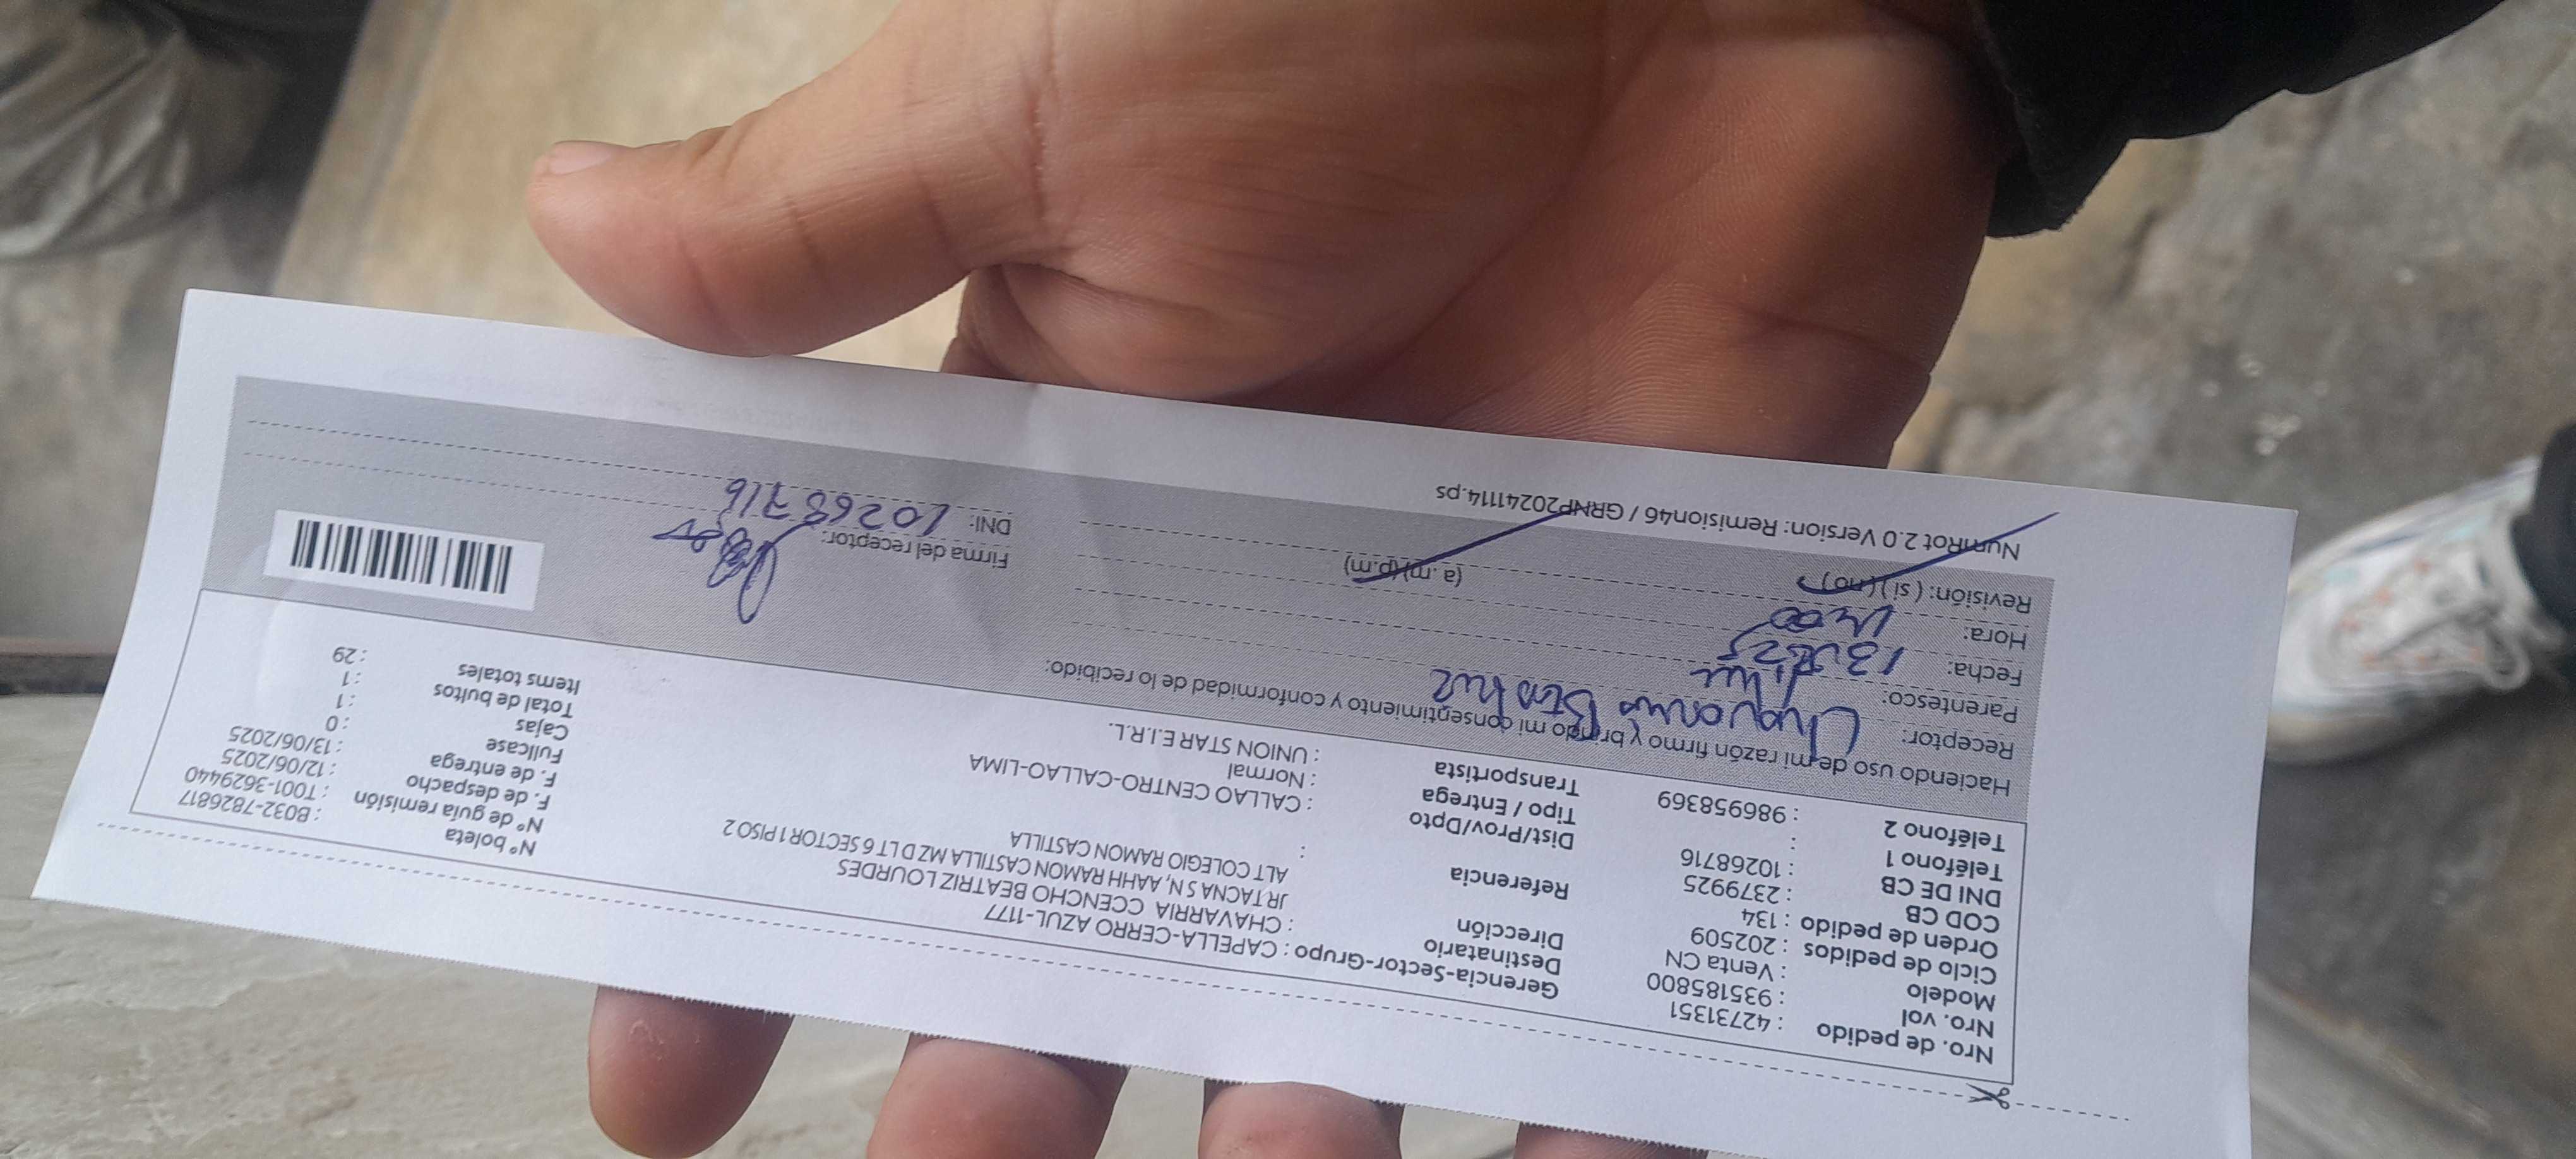 Nro. de pedido : 42731351
Nro. vol : 935185800
Modelo : Venta CN
Ciclo de pedidos : 202509
Orden de pedido : 134
COD CB : 2379925
DNI DE CB : 10268716
Teléfono 1 :
Teléfono 2 : 986958369
Gerencia-Sector-Grupo : CAPELLA-CERRO AZUL-1177
Destinatario : CHAVARRIA CCENCHO BEATRIZ LOURDES
Dirección JR TACNA S N, AAHH RAMON CASTILLA MZ D LT 6 SECTOR 1 PISO 2
ALT COLEGIO RAMON CASTILLA
Referencia :
Dist/Prov/Dpto : CALLAO CENTRO-CALLAO-LIMA
Tipo / Entrega : Normal
Transportista : UNION STAR E.I.R.L.
N° boleta : B032-7826817
N° de guía remisión : T001-3629440
F. de despacho : 12/06/2025
F. de entrega : 13/06/2025
Fullcase : 0
Cajas : 1
Total de bultos : 1
Items totales : 29
Haciendo uso de mi razón firmo y brindo mi consentimiento y conformidad de lo recibido:
Receptor:
Parentesco:
Fecha:
Hora:
Revisión: ( si ) ( no )
(a. m)/(p.m)
Firma del receptor:
DNI: 10268716
NumRot 2.0 Version: Remision46 / GRNP20241114.ps